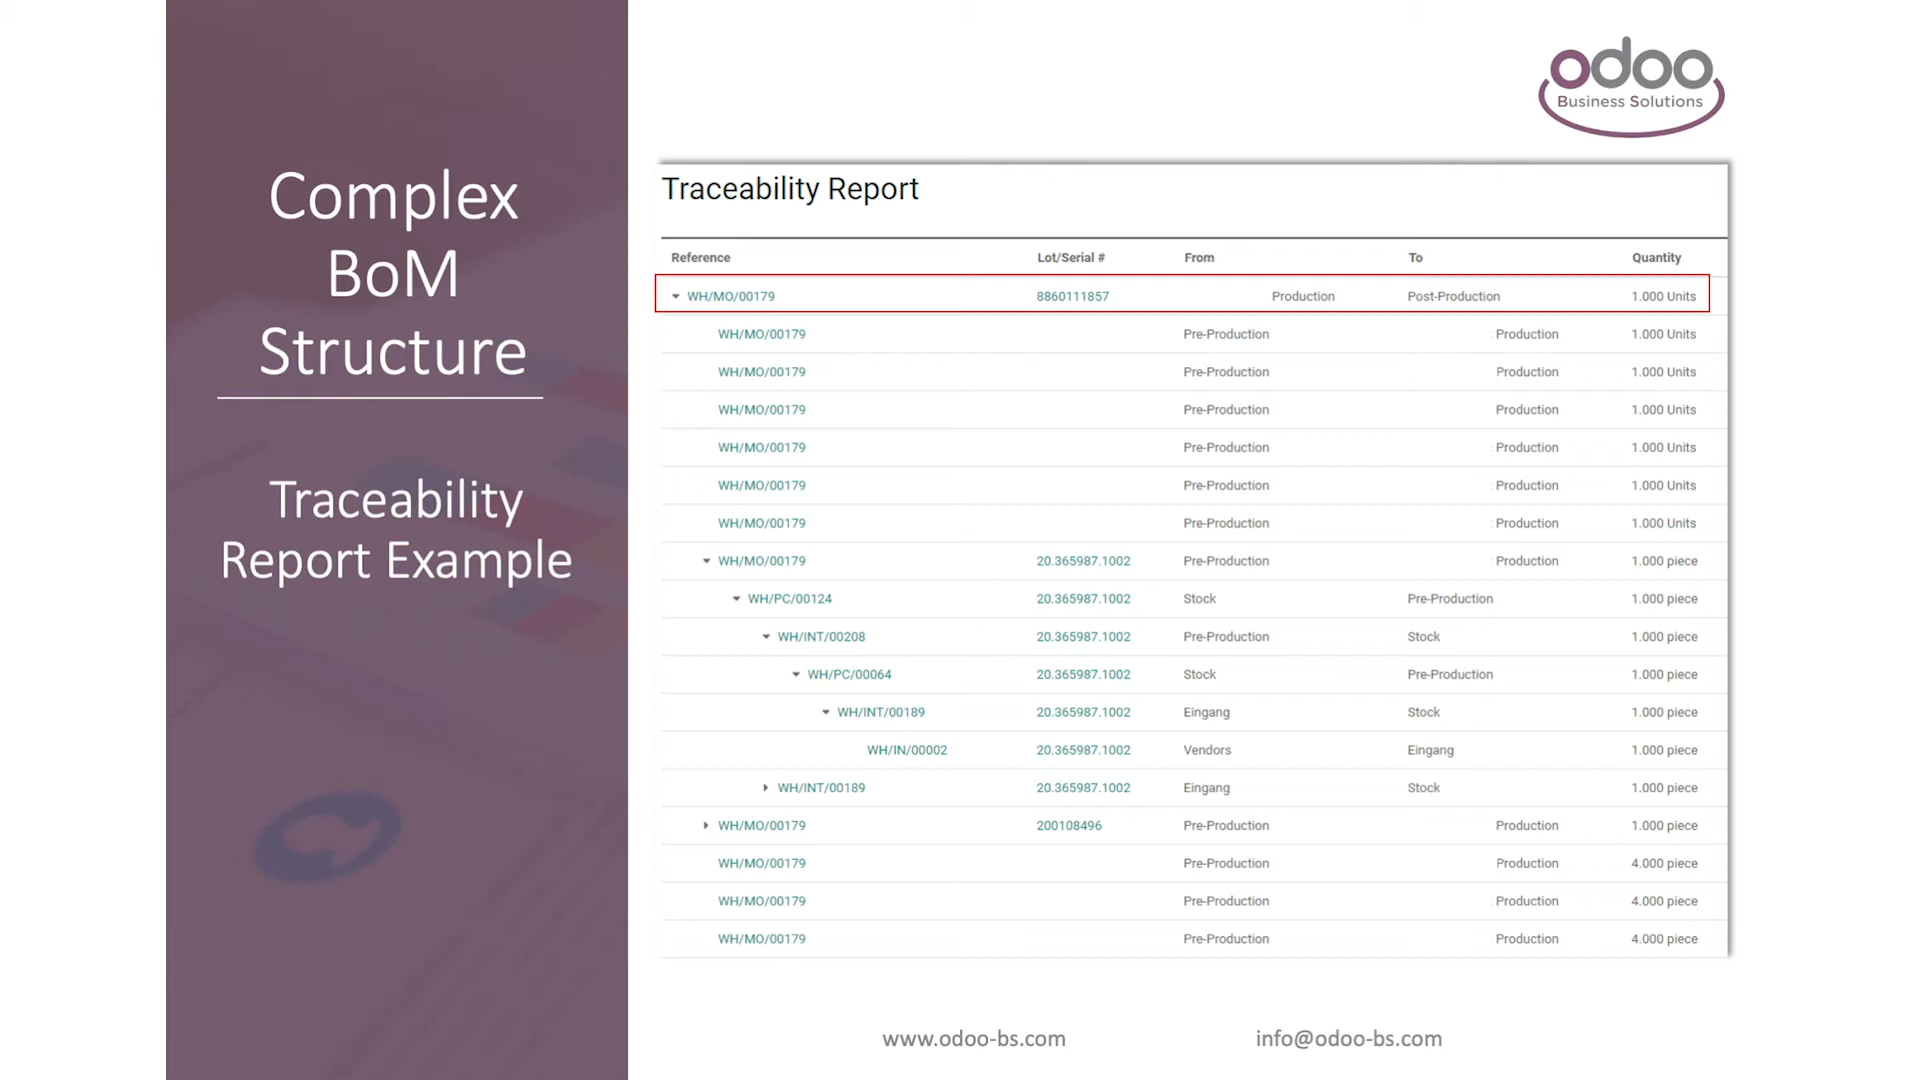 Complex
BoM
Structure
Traceability
Report Example
odoo
Business Solutions
Traceability Report
Reference Lot/Serial # From To Quantity
WH/MO/00179 8860111857 Production Post-Production 1.000 Units
WH/MO/00179 Pre-Production Production 1.000 Units
WH/MO/00179 Pre-Production Production 1.000 Units
WH/MO/00179 Pre-Production Production 1.000 Units
WH/MO/00179 Pre-Production Production 1.000 Units
WH/MO/00179 Pre-Production Production 1.000 Units
WH/MO/00179 Pre-Production Production 1.000 Units
WH/MO/00179 20.365987.1002 Pre-Production Production 1.000 piece
WH/PC/00124 20.365987.1002 Stock Pre-Production 1.000 piece
WH/INT/00208 20.365987.1002 Pre-Production Stock 1.000 piece
WH/PC/00064 20.365987.1002 Stock Pre-Production 1.000 piece
WH/INT/00189 20.365987.1002 Eingang Stock 1.000 piece
WH/IN/00002 20.365987.1002 Vendors Eingang 1.000 piece
WH/INT/00189 20.365987.1002 Eingang Stock 1.000 piece
WH/MO/00179 200108496 Pre-Production Production 1.000 piece
WH/MO/00179 Pre-Production Production 4.000 piece
WH/MO/00179 Pre-Production Production 4.000 piece
WH/MO/00179 Pre-Production Production 4.000 piece
www.odoo-bs.com info@odoo-bs.com